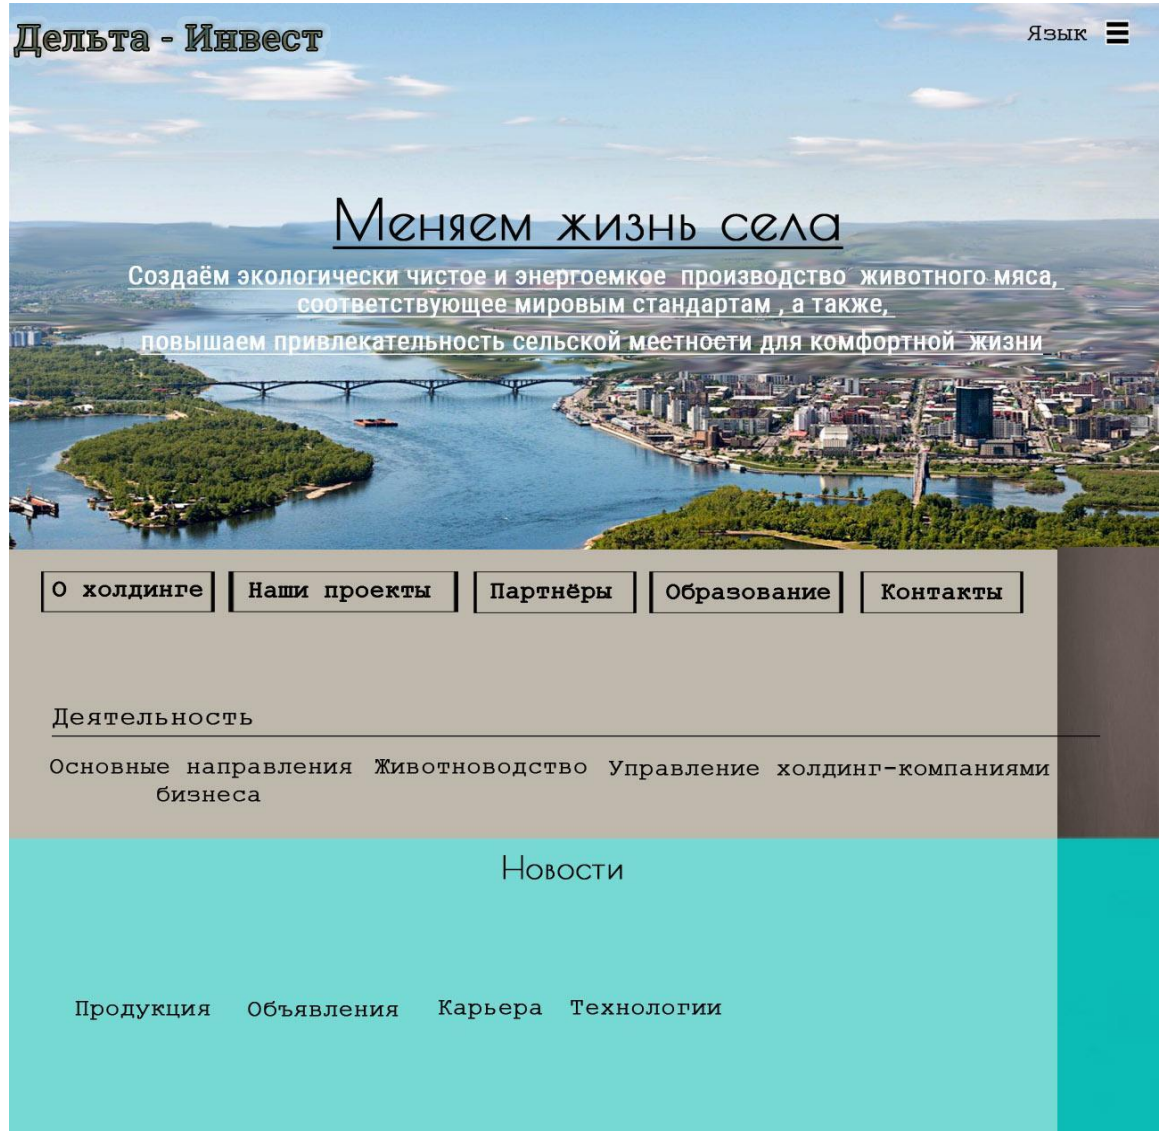 Дельта - Инвест
Язык
Меняем жизнь села
Создаём экологически чистое и энергоемкое производство животного мяса,
соответствующее мировым стандартам , а также,
повышаем привлекательность сельской местности для комфортной жизни
О холдинге
Наши проекты
Партнёры
Образование
Контакты
Деятельность
Основные направления
бизнеса
Животноводство
Управление холдинг-компаниями
Новости
Продукция
Объявления
Карьера
Технологии